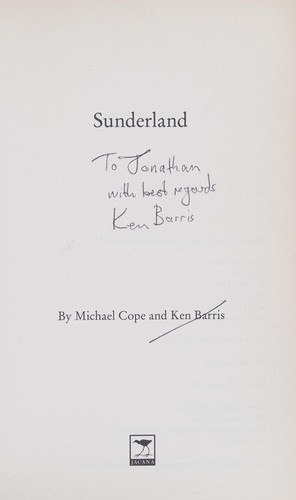 Sunderland
To Jonathan
with best regards
Ken Barris
By Michael Cope and Ken Barris
JACANA